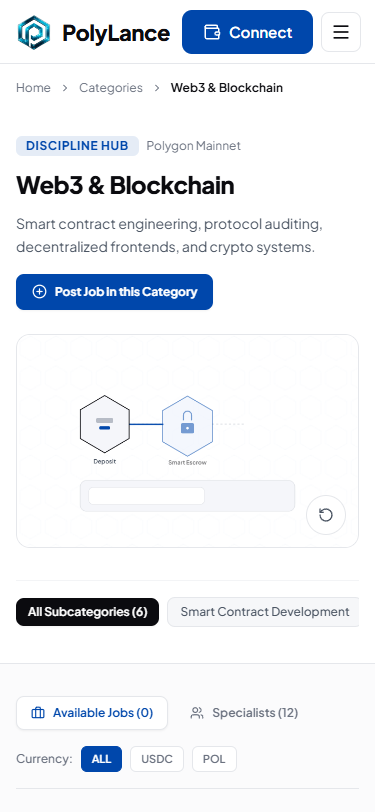 PolyLance
Connect
Home > Categories > Web3 & Blockchain
DISCIPLINE HUB Polygon Mainnet
Web3 & Blockchain
Smart contract engineering, protocol auditing,
decentralized frontends, and crypto systems.
Post Job in this Category
Deposit
Smart Escrow
All Subcategories (6)
Smart Contract Development
Available Jobs (0)
Specialists (12)
Currency: ALL USDC POL